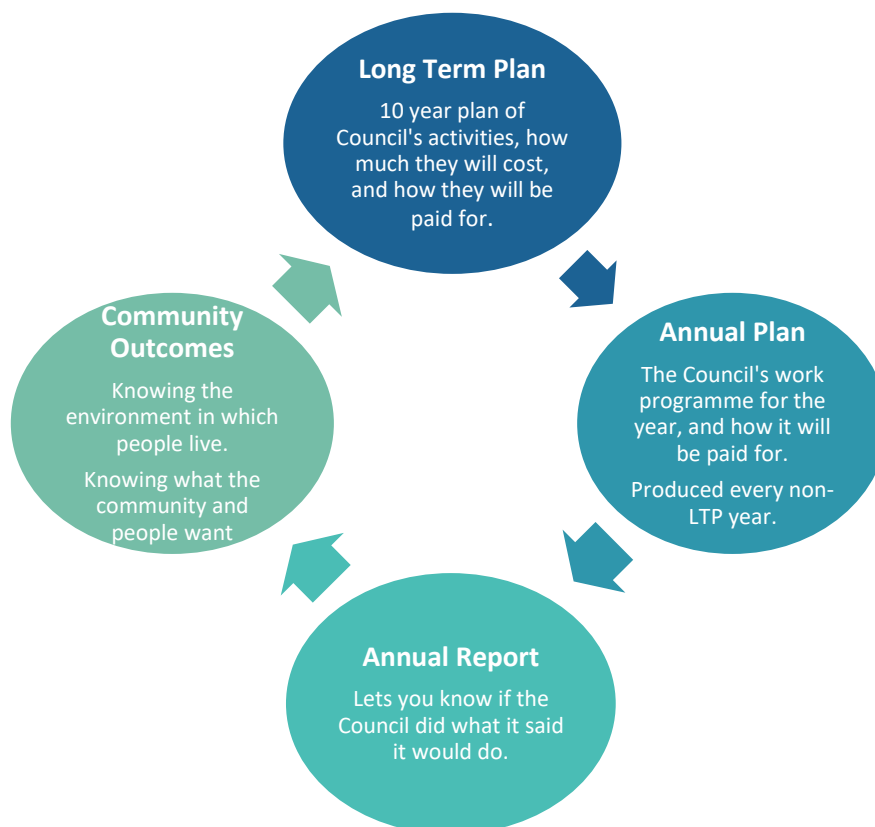 Long Term Plan
10 year plan of
Council's activities, how
much they will cost,
and how they will be
paid for.
Annual Plan
The Council's work
programme for the
year, and how it will
be paid for.
Produced every non-
LTP year.
Annual Report
Lets you know if the
Council did what it said
it would do.
Community
Outcomes
Knowing the
environment in which
people live.
Knowing what the
community and
people want